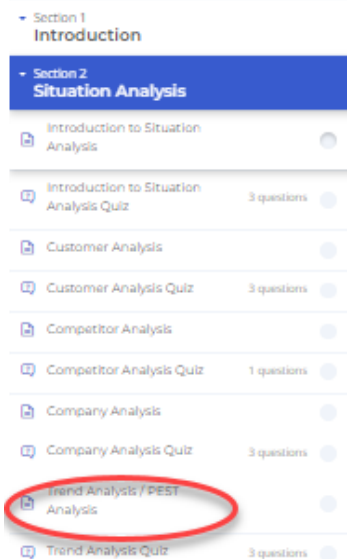 Section 1
Introduction
Section 2
Situation Analysis
Introduction to Situation
Analysis
Introduction to Situation
Analysis Quiz
3 questions
Customer Analysis
Customer Analysis Quiz
3 questions
Competitor Analysis
Competitor Analysis Quiz
1 questions
Company Analysis
Company Analysis Quiz
3 questions
Trend Analysis / PEST
Analysis
Trend Analysis Quiz
3 questions